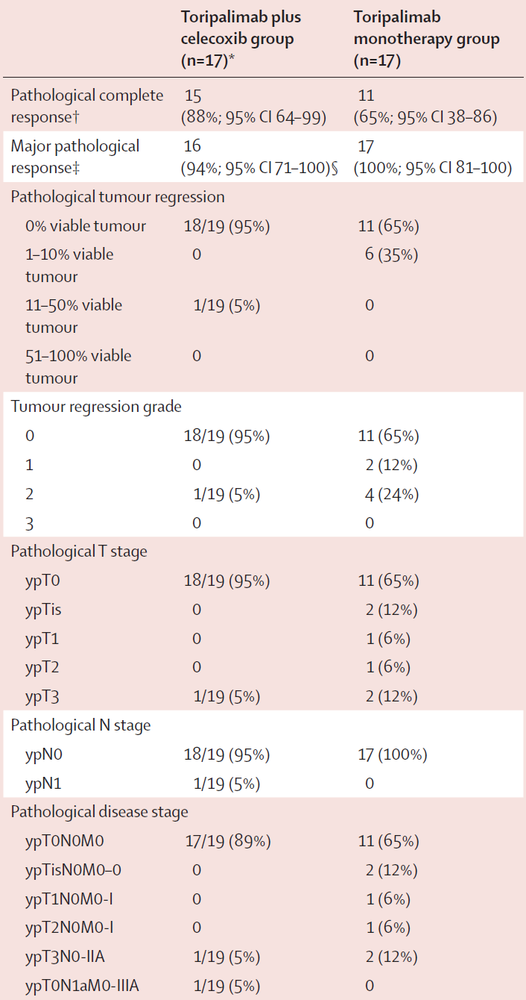 Toripalimab plus celecoxib group (n=17)* Toripalimab monotherapy group (n=17)
Pathological complete response† 15 (88%; 95% CI 64–99) 11 (65%; 95% CI 38–86)
Major pathological response‡ 16 (94%; 95% CI 71–100)§ 17 (100%; 95% CI 81–100)
Pathological tumour regression
0% viable tumour 18/19 (95%) 11 (65%)
1–10% viable tumour 0 6 (35%)
11–50% viable tumour 1/19 (5%) 0
51–100% viable tumour 0 0
Tumour regression grade
0 18/19 (95%) 11 (65%)
1 0 2 (12%)
2 1/19 (5%) 4 (24%)
3 0 0
Pathological T stage
ypT0 18/19 (95%) 11 (65%)
ypTis 0 2 (12%)
ypT1 0 1 (6%)
ypT2 0 1 (6%)
ypT3 1/19 (5%) 2 (12%)
Pathological N stage
ypN0 18/19 (95%) 17 (100%)
ypN1 1/19 (5%) 0
Pathological disease stage
ypT0N0M0 17/19 (89%) 11 (65%)
ypTisN0M0–0 0 2 (12%)
ypT1N0M0-I 0 1 (6%)
ypT2N0M0-I 0 1 (6%)
ypT3N0-IIA 1/19 (5%) 2 (12%)
ypT0N1aM0-IIIA 1/19 (5%) 0